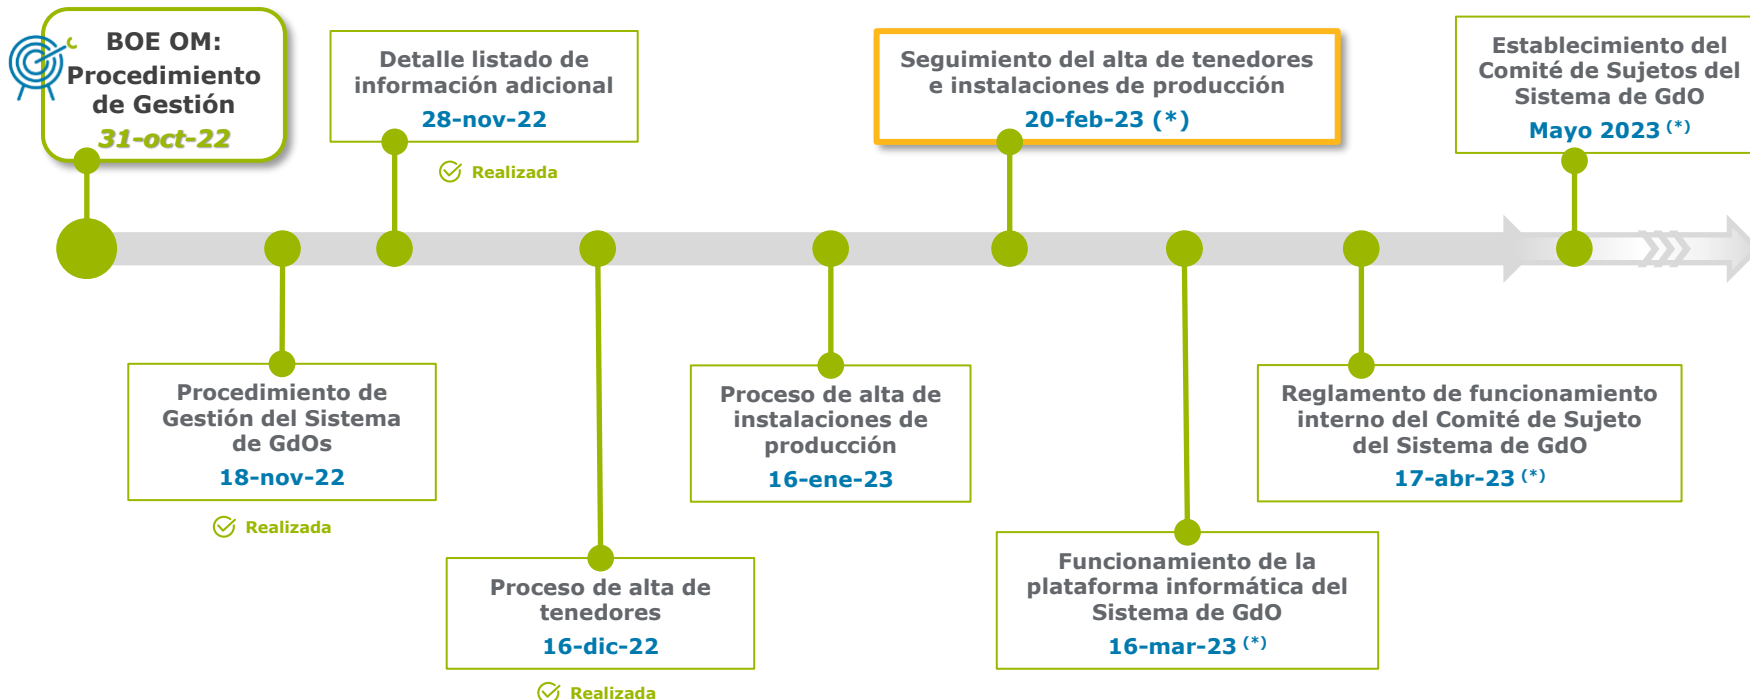 BOE OM:
Procedimiento
de Gestión
31-oct-22
Detalle listado de
información adicional
28-nov-22
Realizada
Seguimiento del alta de tenedores
e instalaciones de producción
20-feb-23 (*)
Establecimiento del
Comité de Sujetos del
Sistema de GdO
Mayo 2023 (*)
Procedimiento de
Gestión del Sistema
de GdOs
18-nov-22
Realizada
Proceso de alta de
tenedores
16-dic-22
Realizada
Proceso de alta de
instalaciones de
producción
16-ene-23
Funcionamiento de la
plataforma informática del
Sistema de GdO
16-mar-23 (*)
Reglamento de funcionamiento
interno del Comité de Sujeto
del Sistema de GdO
17-abr-23 (*)